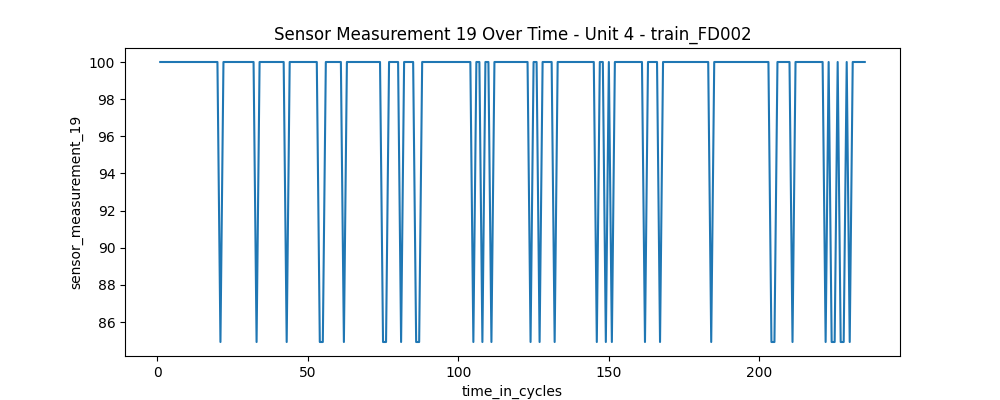 Sensor Measurement 19 Over Time - Unit 4 - train_FD002
100
98
96
94
92
90
88
86
sensor_measurement_19
0 50 100 150 200
time_in_cycles